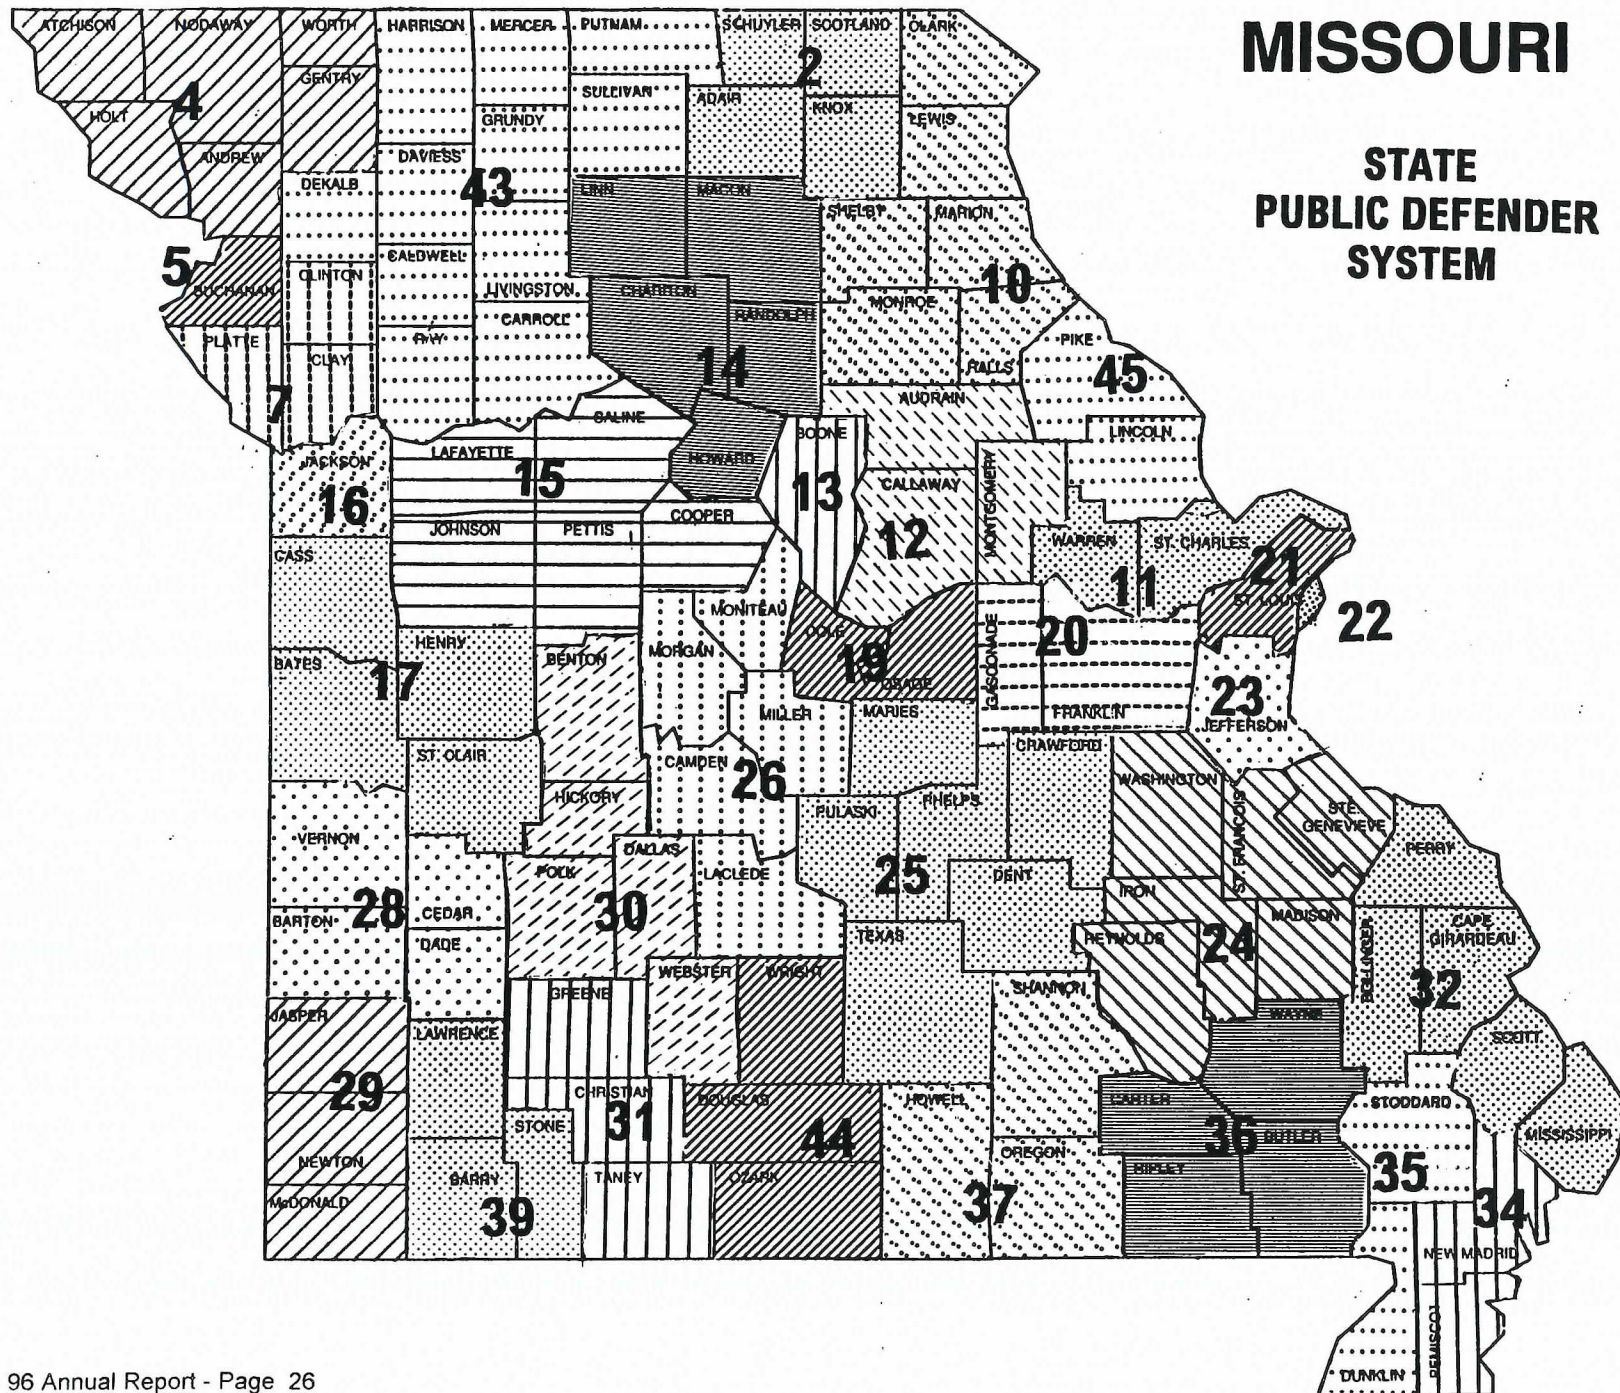 MISSOURI
STATE
PUBLIC DEFENDER
SYSTEM
ATCHISON
NODAWAY
WORTH
HARRISON
MERCER
PUTNAM
SCHUYLER
SCOTLAND
CLARK
GENTRY
2
4
HOLT
SULLIVAN
ADAIR
KNOX
GRUNDY
LEWIS
ANDREW
DAVIESS
DEKALB
43
LINN
MACON
SHELBY
MARION
5
BUCHANAN
CLINTON
CALDWELL
LIVINGSTON
CHARITON
RANDOLPH
MONROE
10
CARROLL
PLATTE
CLAY
RAY
14
RALLS
PIKE
45
7
SALINE
AUDRAIN
LINCOLN
JACKSON
16
LAFAYETTE
15
HOWARD
BOONE
13
CALLAWAY
12
MONTGOMERY
JOHNSON
PETTIS
COOPER
WARREN
ST. CHARLES
11
21
ST. LOUIS
22
CASS
MONITEAU
COLE
19
OSAGE
GASCONADE
20
FRANKLIN
HENRY
BENTON
MORGAN
BATES
17
MILLER
MARIES
23
JEFFERSON
ST. CLAIR
CAMDEN
26
CRAWFORD
WASHINGTON
HICKORY
PULASKI
PHELPS
ST. FRANCOIS
STE.
GENEVIEVE
VERNON
DALLAS
PERRY
POLK
30
LACLEDE
25
DENT
IRON
28
BARTON
CEDAR
DADE
TEXAS
REYNOLDS
24
MADISON
BOLLINGER
CAPE
GIRARDEAU
32
WEBSTER
WRIGHT
GREENE
SHANNON
JASPER
LAWRENCE
WAYNE
SCOTT
29
CHRISTIAN
31
STONE
DOUGLAS
44
HOWELL
CARTER
36
BUTLER
STODDARD
MISSISSIPPI
NEWTON
OREGON
RIPLEY
35
McDONALD
BARRY
39
TANEY
OZARK
37
34
NEW MADRID
PEMISCOT
DUNKLIN
96 Annual Report - Page 26